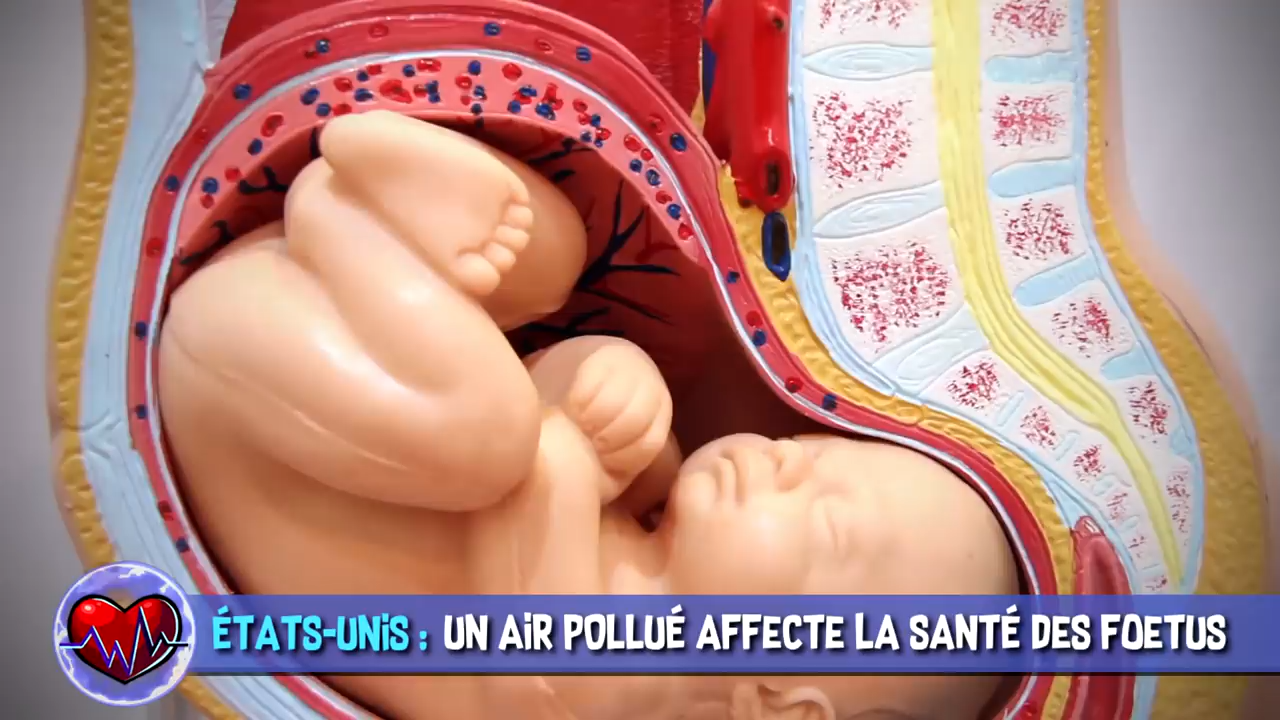 ÉTATS-UNIS : UN AIR POLLUÉ AFFECTE LA SANTÉ DES FOETUS